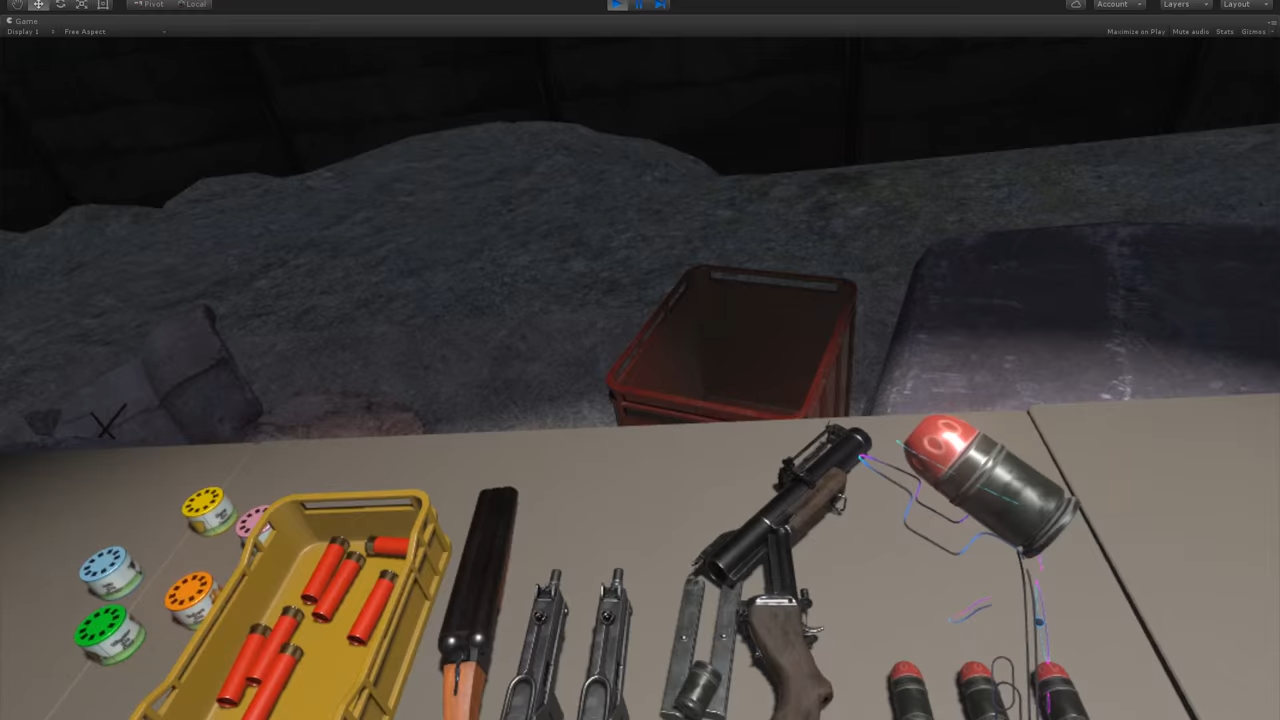 Pivot Local Account Layers Layout
Game
Display 1 Free Aspect Maximize on Play Mute audio Stats Gizmos